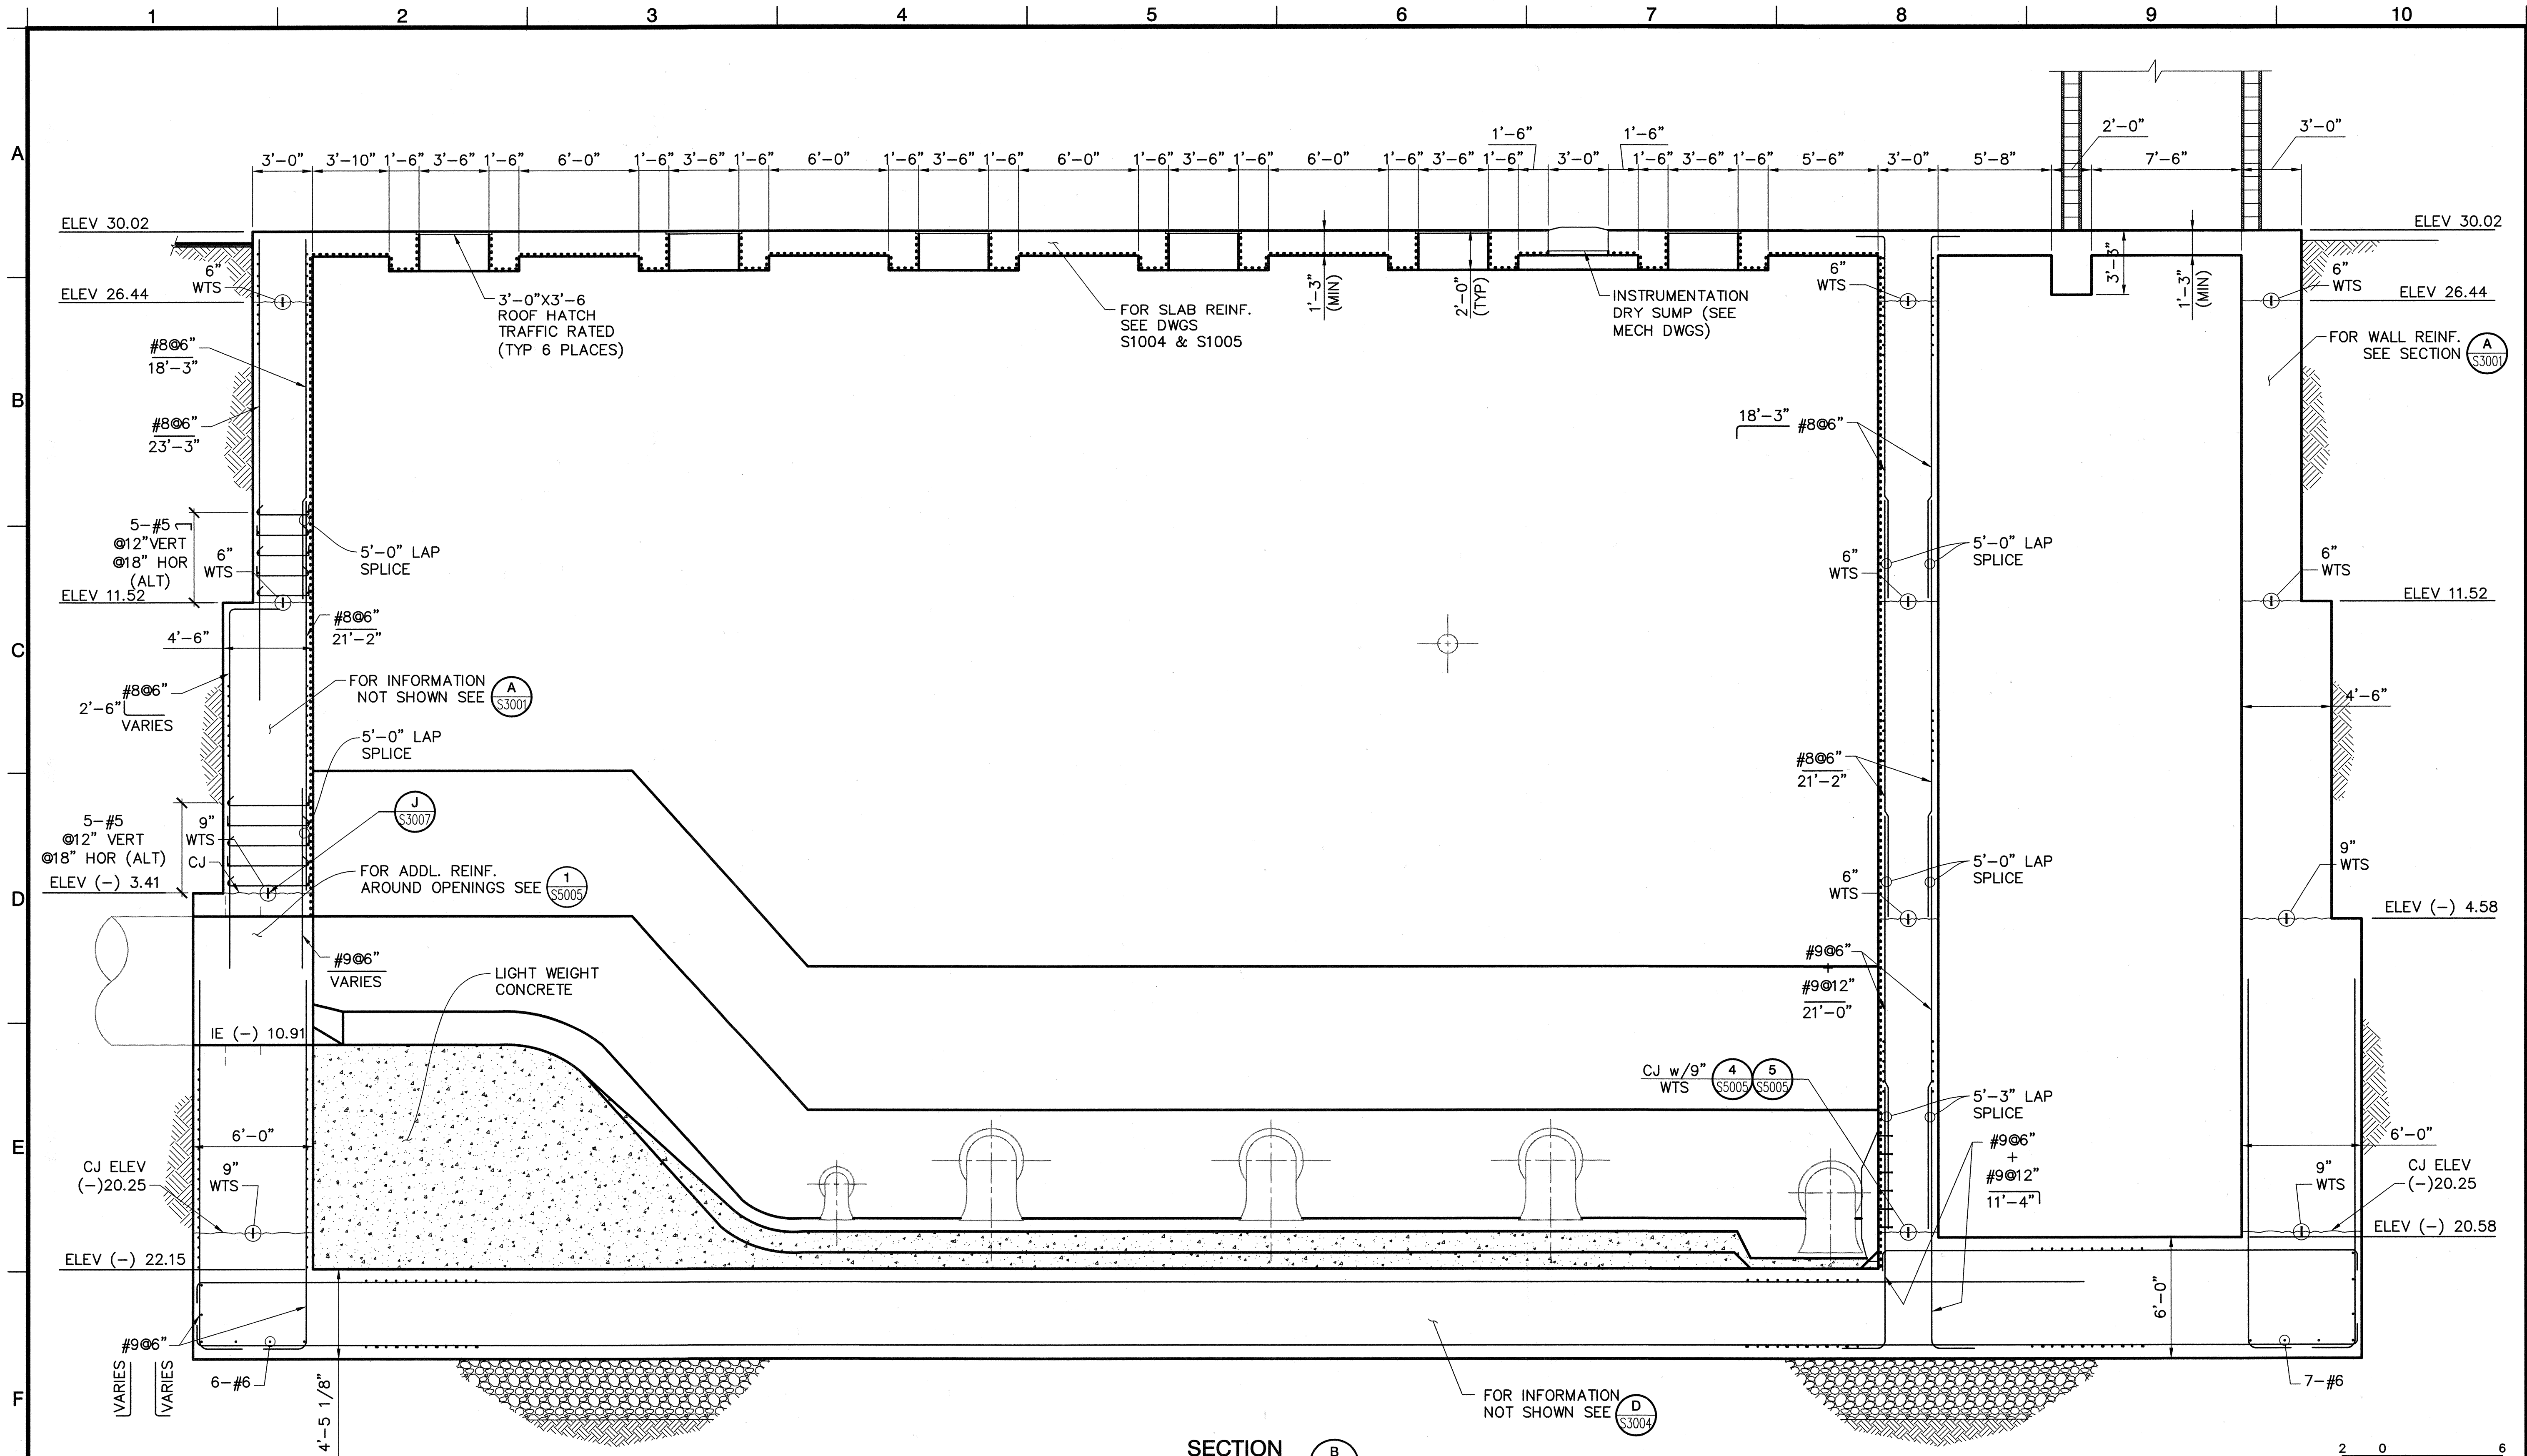 1 2 3 4 5 6 7 8 9 10
A
B
C
D
E
F
3'-0" 3'-10" 1'-6" 3'-6" 1'-6" 6'-0" 1'-6" 3'-6" 1'-6" 6'-0" 1'-6" 3'-6" 1'-6" 6'-0" 1'-6" 3'-6" 1'-6" 6'-0" 1'-6" 3'-6" 1'-6" 3'-0" 1'-6" 3'-6" 1'-6" 5'-6" 3'-0" 5'-8" 7'-6"
1'-6"
1'-6"
2'-0"
3'-0"
ELEV 30.02
ELEV 30.02
6"
WTS
ELEV 26.44
3'-0"X3'-6
ROOF HATCH
TRAFFIC RATED
(TYP 6 PLACES)
FOR SLAB REINF.
SEE DWGS
S1004 & S1005
1'-3"
(MIN)
2'-0"
(TYP)
INSTRUMENTATION
DRY SUMP (SEE
MECH DWGS)
6"
WTS
3'-3"
1'-3"
(MIN)
6"
WTS
ELEV 26.44
FOR WALL REINF.
SEE SECTION
A
S3001
#8@6"
18'-3"
#8@6"
23'-3"
18'-3" #8@6"
5-#5
@12"VERT
@18" HOR
(ALT)
6"
WTS
ELEV 11.52
5'-0" LAP
SPLICE
6"
WTS
5'-0" LAP
SPLICE
6"
WTS
ELEV 11.52
#8@6"
21'-2"
4'-6"
#8@6"
2'-6"
VARIES
FOR INFORMATION
NOT SHOWN SEE
A
S3001
4'-6"
5'-0" LAP
SPLICE
#8@6"
21'-2"
5-#5
@12" VERT
@18" HOR (ALT)
9"
WTS
CJ
ELEV (-) 3.41
J
S3007
FOR ADDL. REINF.
AROUND OPENINGS SEE
1
S5005
6"
WTS
5'-0" LAP
SPLICE
9"
WTS
ELEV (-) 4.58
#9@6"
VARIES
LIGHT WEIGHT
CONCRETE
#9@6"
+
#9@12"
21'-0"
IE (-) 10.91
CJ w/9"
WTS
4
S5005
5
S5005
5'-3" LAP
SPLICE
#9@6"
+
#9@12"
11'-4"
6'-0"
CJ ELEV
(-)20.25
9"
WTS
6'-0"
9"
WTS
CJ ELEV
(-)20.25
ELEV (-) 20.58
ELEV (-) 22.15
6'-0"
#9@6"
VARIES
VARIES
6-#6
4'-5 1/8"
7-#6
FOR INFORMATION
NOT SHOWN SEE
D
S3004
SECTION
B
2 0 6